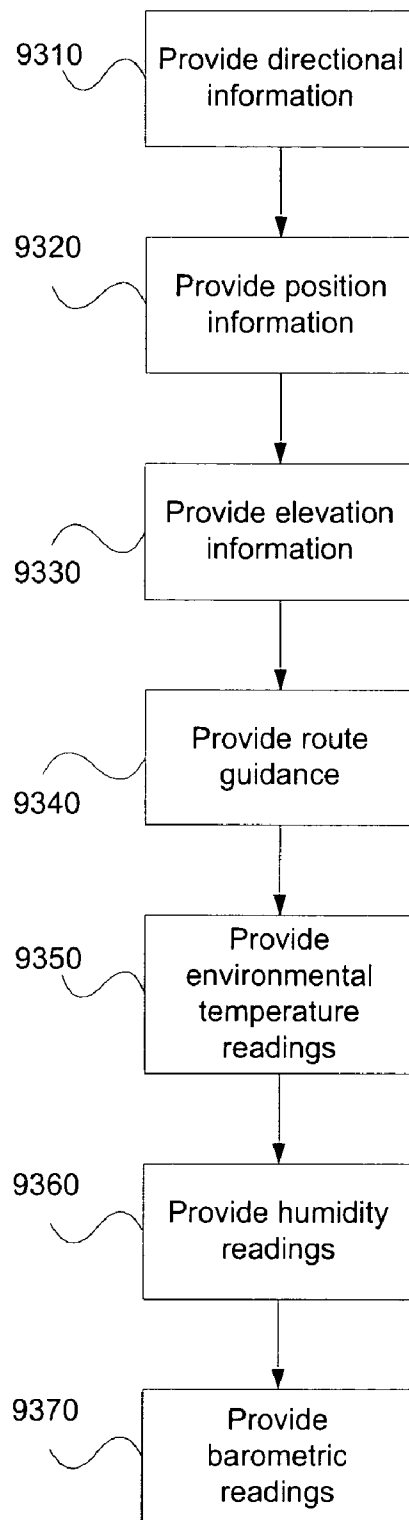 9310
Provide directional
information
9320
Provide position
information
Provide elevation
information
9330
Provide route
guidance
9340
9350
Provide
environmental
temperature
readings
9360
Provide humidity
readings
9370
Provide
barometric
readings